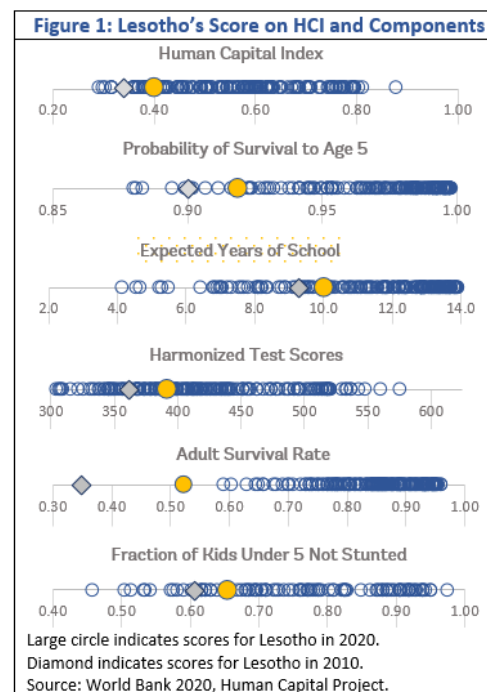 Figure 1: Lesotho's Score on HCI and Components
Human Capital Index
0.20 0.40 0.60 0.80 1.00
Probability of Survival to Age 5
0.85 0.90 0.95 1.00
Expected Years of School
2.0 4.0 6.0 8.0 10.0 12.0 14.0
Harmonized Test Scores
300 350 400 450 500 550 600
Adult Survival Rate
0.30 0.40 0.50 0.60 0.70 0.80 0.90 1.00
Fraction of Kids Under 5 Not Stunted
0.40 0.50 0.60 0.70 0.80 0.90 1.00
Large circle indicates scores for Lesotho in 2020.
Diamond indicates scores for Lesotho in 2010.
Source: World Bank 2020, Human Capital Project.